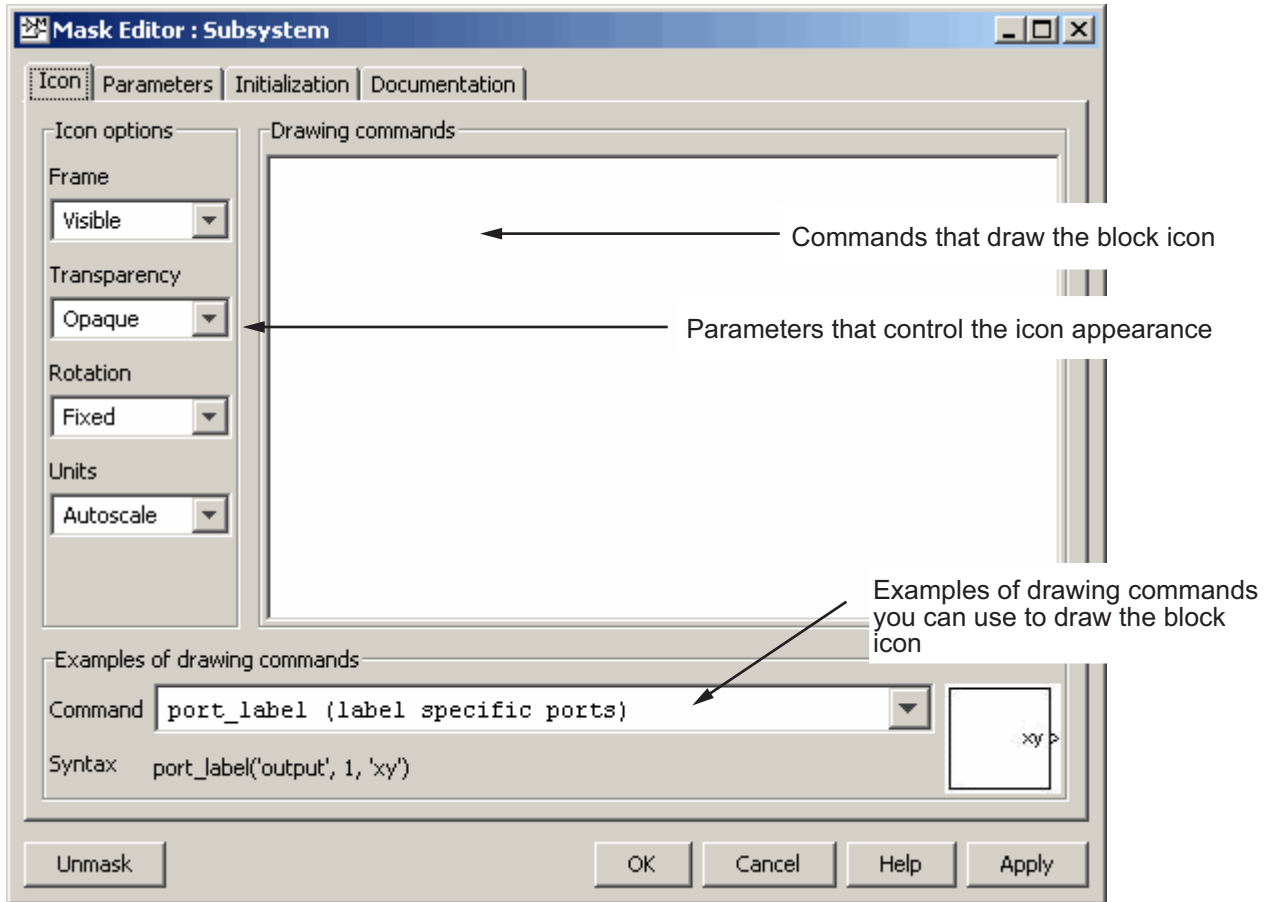 Mask Editor : Subsystem
Icon Parameters Initialization Documentation
Icon options
Drawing commands
Frame
Visible
Commands that draw the block icon
Transparency
Opaque
Parameters that control the icon appearance
Rotation
Fixed
Units
Autoscale
Examples of drawing commands
you can use to draw the block
icon
Examples of drawing commands
Command port_label (label specific ports)
xy >
Syntax port_label('output', 1, 'xy')
Unmask OK Cancel Help Apply